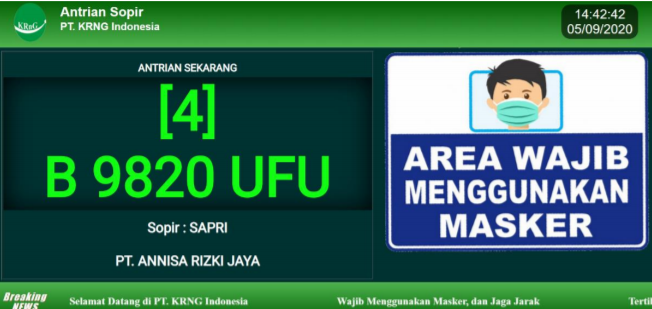 KRnG
Antrian Sopir
PT. KRNG Indonesia
14:42:42
05/09/2020
ANTRIAN SEKARANG
[4]
B 9820 UFU
Sopir : SAPRI
PT. ANNISA RIZKI JAYA
AREA WAJIB
MENGGUNAKAN
MASKER
Breaking
NEWS
Selamat Datang di PT. KRNG Indonesia
Wajib Menggunakan Masker, dan Jaga Jarak